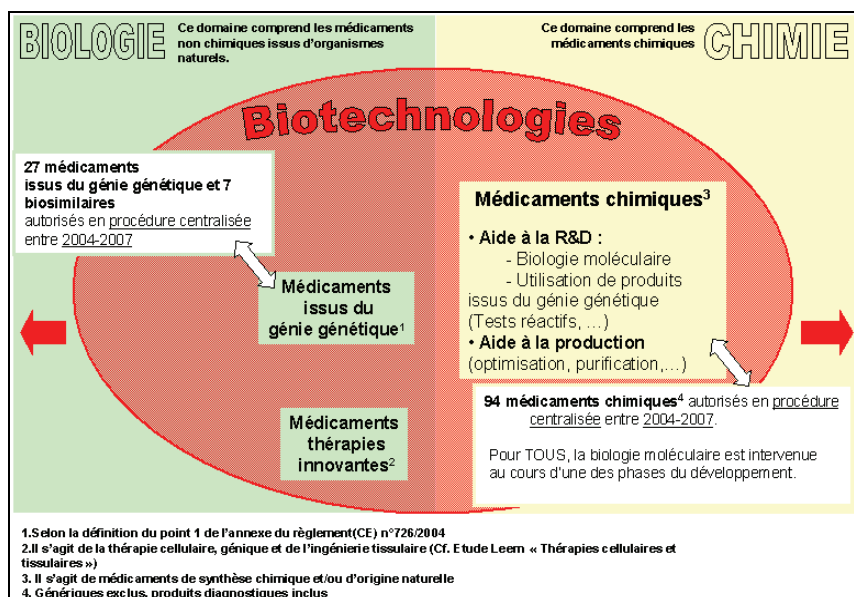 BIOLOGIE
Ce domaine comprend les médicaments
non chimiques issus d'organismes
naturels.
Ce domaine comprend les
médicaments chimiques
CHIMIE
Biotechnologies
27 médicaments
issus du génie génétique et 7
biosimilaires
autorisés en procédure centralisée
entre 2004-2007
Médicaments
issus du
génie génétique1
Médicaments
thérapies
innovantes2
Médicaments chimiques3
• Aide à la R&D :
- Biologie moléculaire
- Utilisation de produits
issus du génie génétique
(Tests réactifs, ...)
• Aide à la production
(optimisation, purification,...)
94 médicaments chimiques4 autorisés en procédure
centralisée entre 2004-2007.
Pour TOUS, la biologie moléculaire est intervenue
au cours d'une des phases du développement.
1.Selon la définition du point 1 de l'annexe du règlement(CE) n°726/2004
2.Il s'agit de la thérapie cellulaire, génique et de l'ingénierie tissulaire (Cf. Etude Leem « Thérapies cellulaires et
tissulaires »)
3. Il s'agit de médicaments de synthèse chimique et/ou d'origine naturelle
4. Génériques exclus, produits diagnostiques inclus